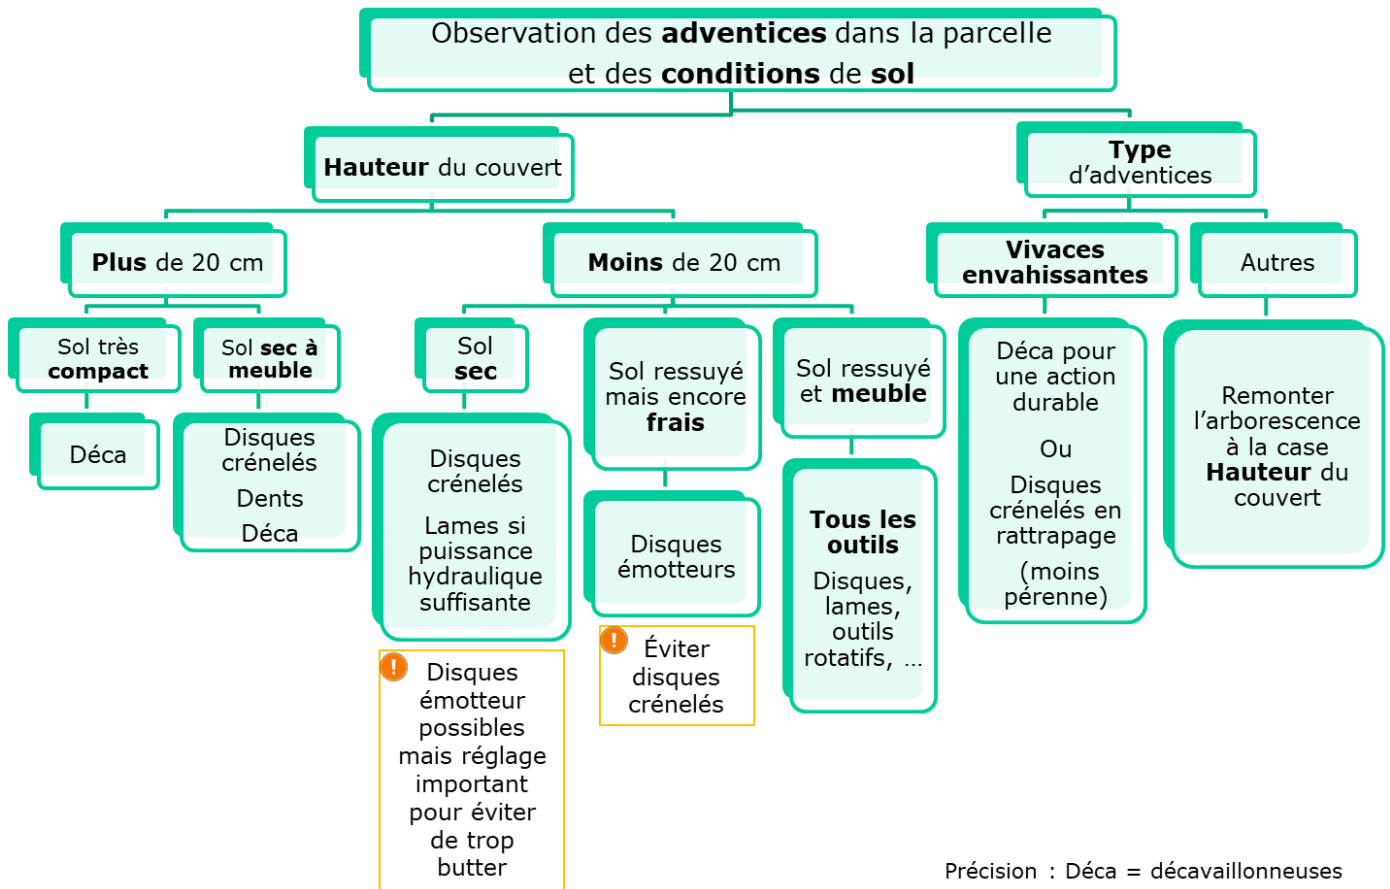 Observation des adventices dans la parcelle
et des conditions de sol
Hauteur du couvert
Type
d’adventices
Plus de 20 cm
Moins de 20 cm
Vivaces
envahissantes
Autres
Sol très
compact
Sol sec à
meuble
Sol
sec
Sol ressuyé
mais encore
frais
Sol ressuyé
et meuble
Déca pour
une action
durable
Ou
Disques
crénelés en
rattrapage
(moins
pérenne)
Remonter
l’arborescence
à la case
Hauteur du
couvert
Déca
Disques
crénelés
Dents
Déca
Disques
crénelés
Lames si
puissance
hydraulique
suffisante
Disques
émotteurs
Tous les
outils
Disques,
lames,
outils
rotatifs, ...
!
Disques
émotteur
possibles
mais réglage
important
pour éviter
de trop
butter
!
Éviter
disques
crénelés
Précision : Déca = décavaillonneuses